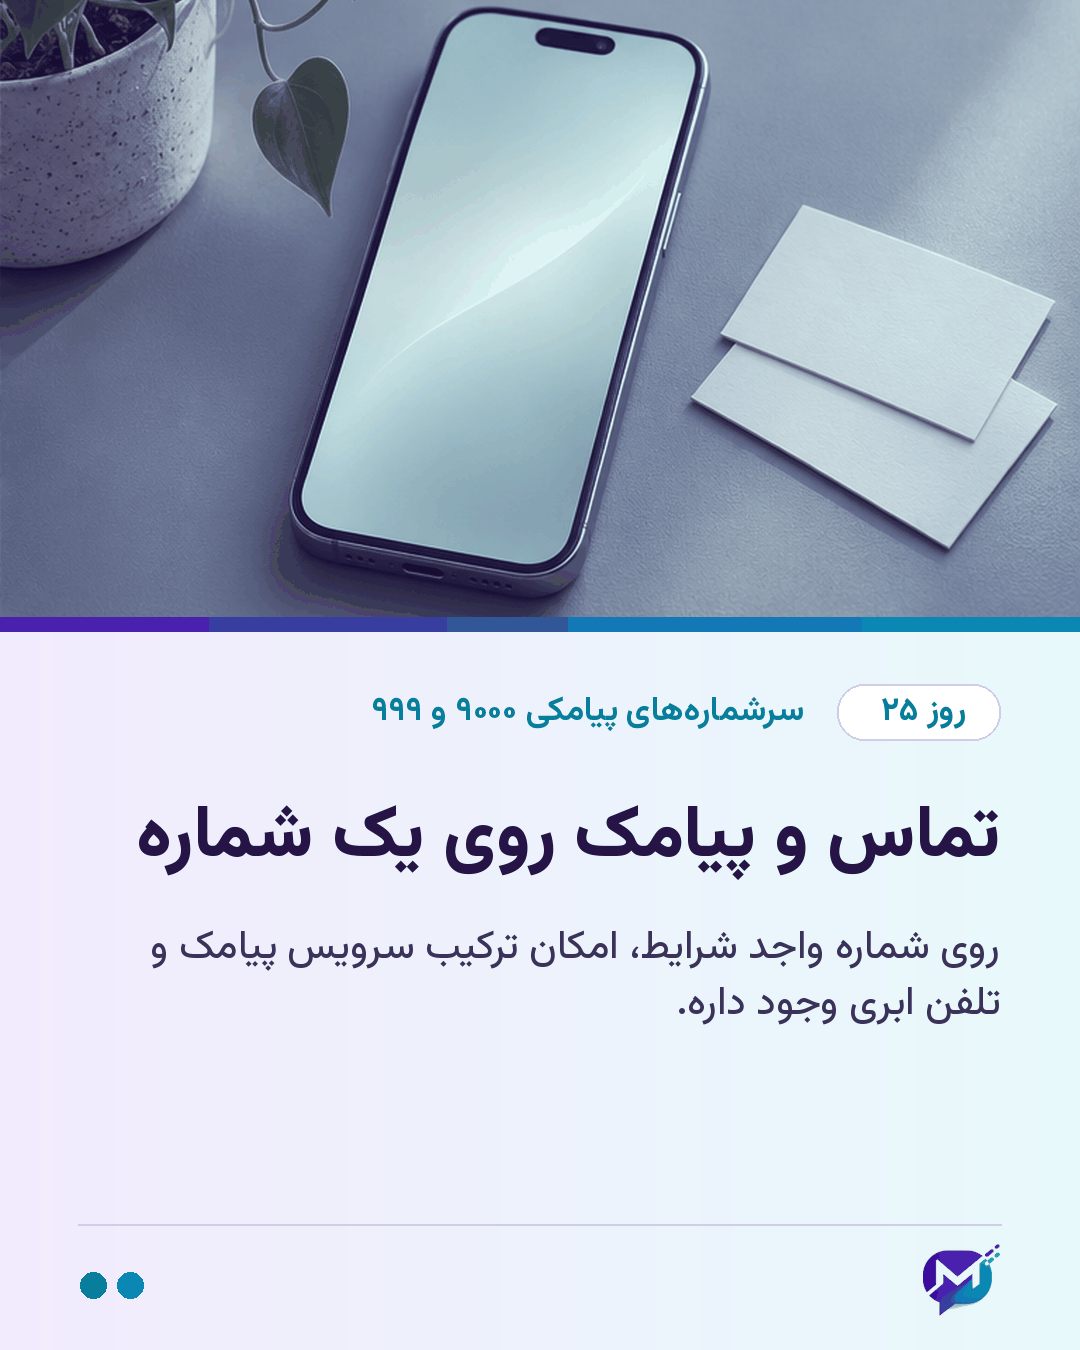 روز ۲۵
سرشماره‌های پیامکی ۹۰۰۰ و ۹۹۹
تماس و پیامک روی یک شماره
روی شماره واجد شرایط، امکان ترکیب سرویس پیامک و
تلفن ابری وجود داره.